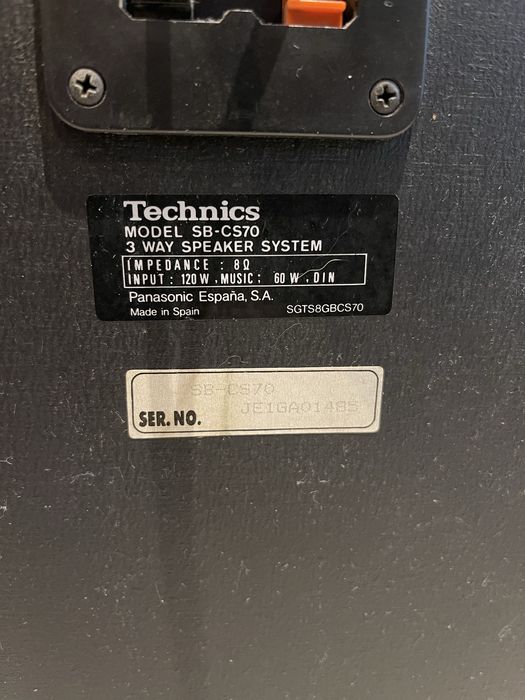 Technics
MODEL SB-CS70
3 WAY SPEAKER SYSTEM
IMPEDANCE : 8Ω
INPUT : 120 W . MUSIC ; 60 W . DIN
Panasonic España, S.A.
Made in Spain SGTS8GBCS70
SB-CS70
JE1GA01485
SER. NO.